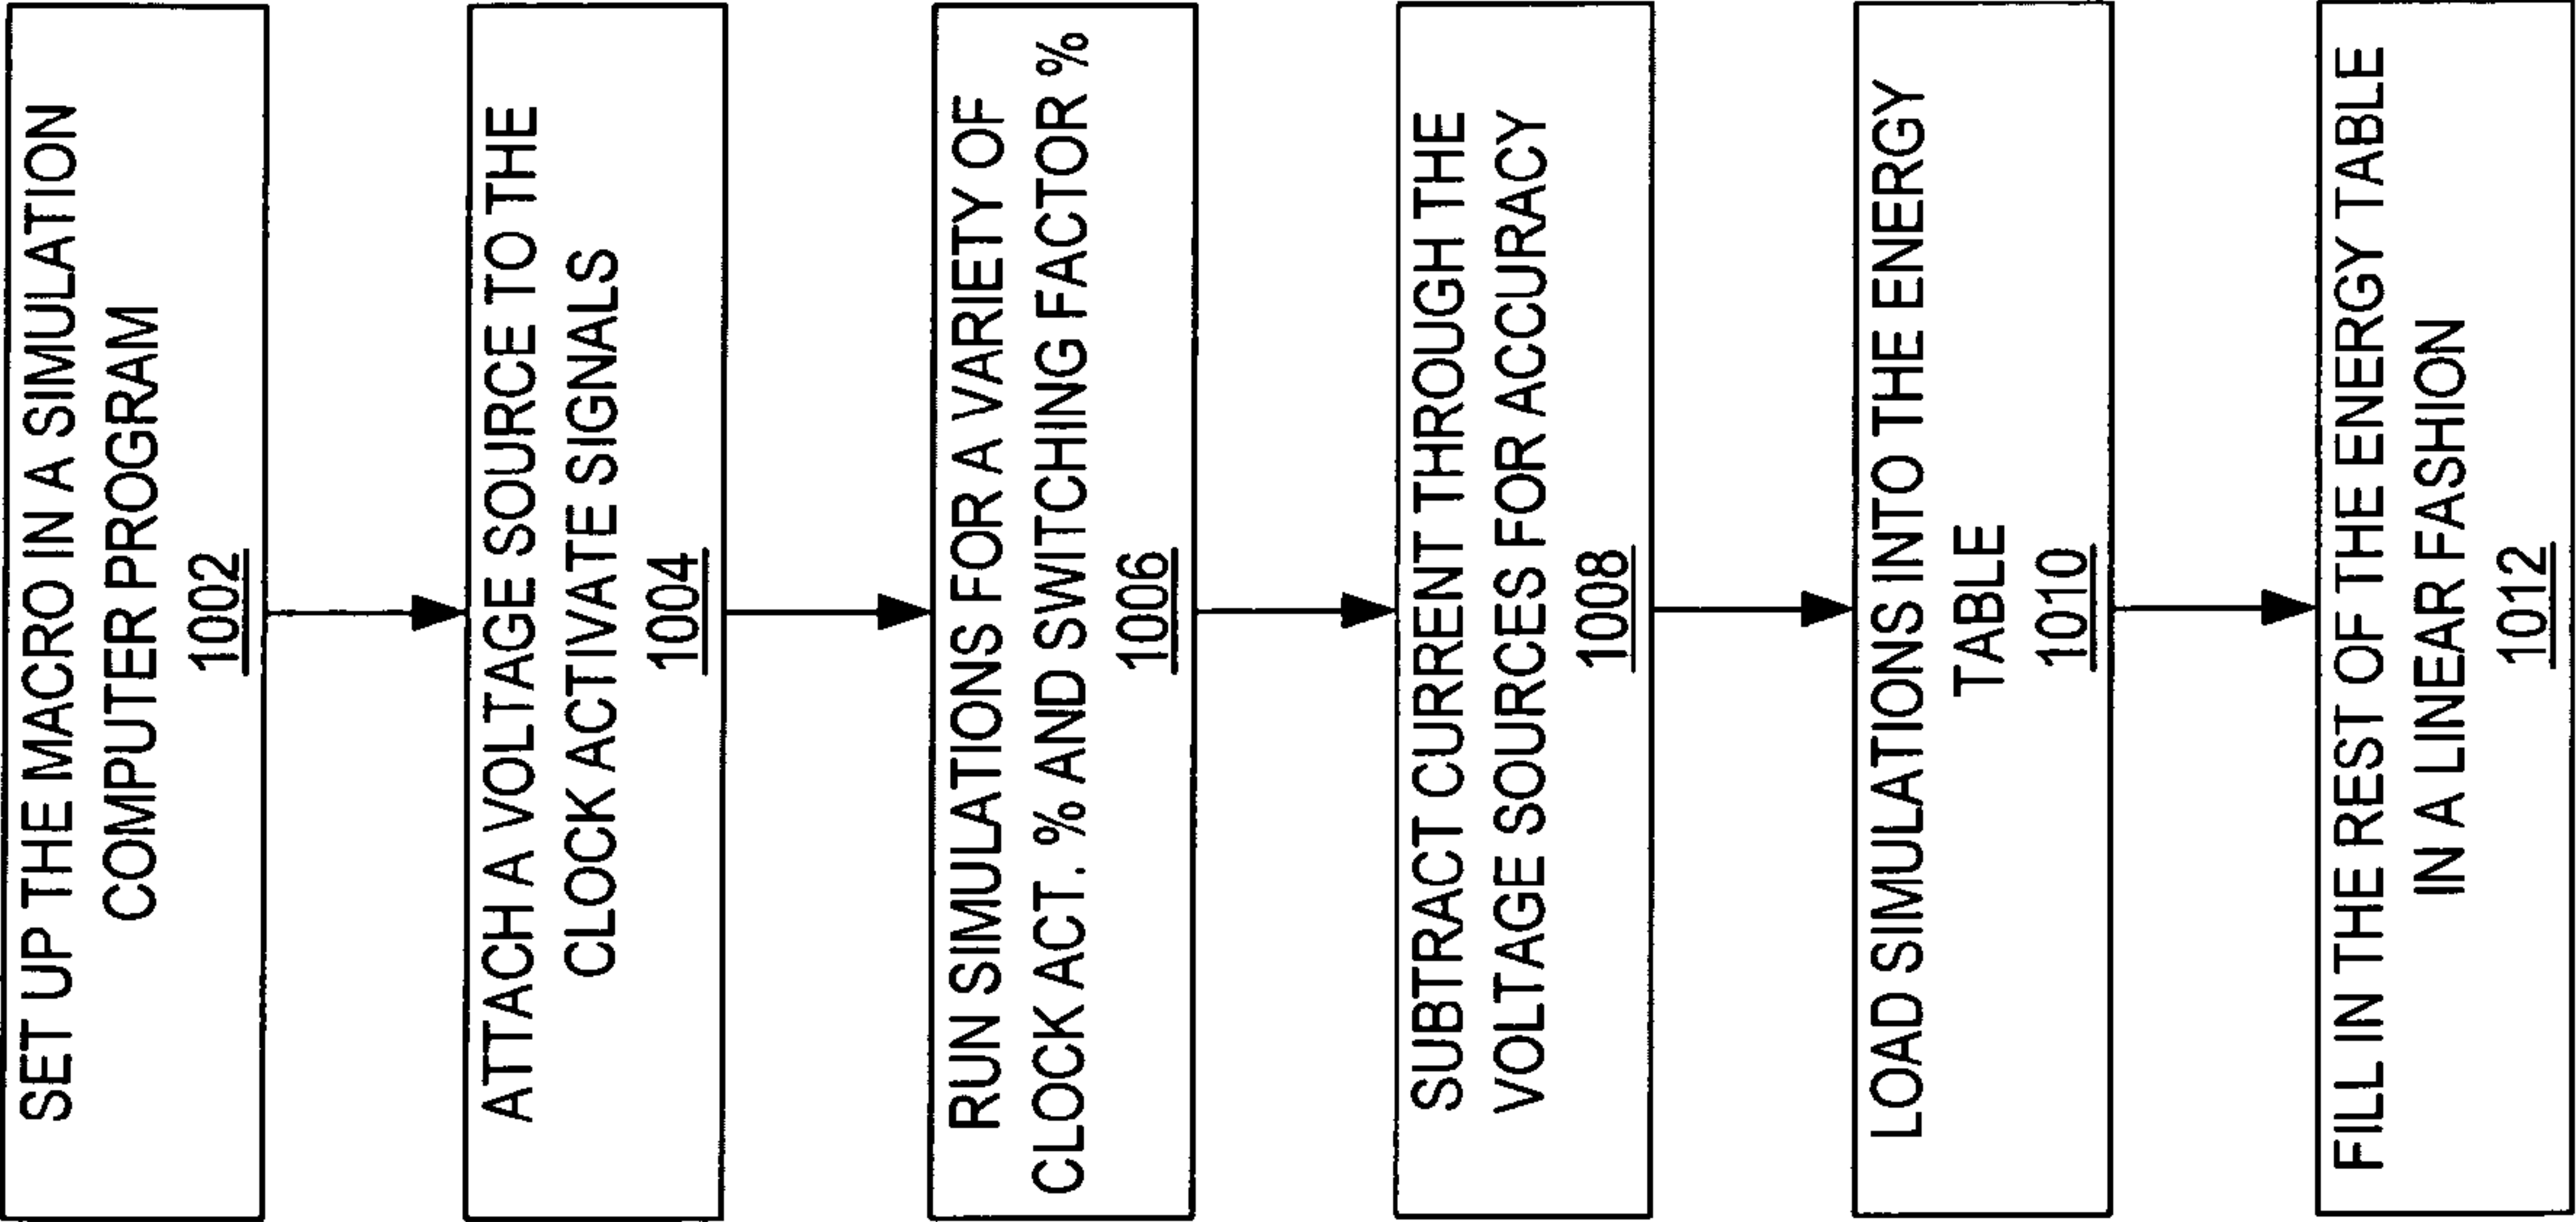 SET UP THE MACRO IN A SIMULATION
COMPUTER PROGRAM
1002
ATTACH A VOLTAGE SOURCE TO THE
CLOCK ACTIVATE SIGNALS
1004
RUN SIMULATIONS FOR A VARIETY OF
CLOCK ACT. % AND SWITCHING FACTOR %
1006
SUBTRACT CURRENT THROUGH THE
VOLTAGE SOURCES FOR ACCURACY
1008
LOAD SIMULATIONS INTO THE ENERGY
TABLE
1010
FILL IN THE REST OF THE ENERGY TABLE
IN A LINEAR FASHION
1012